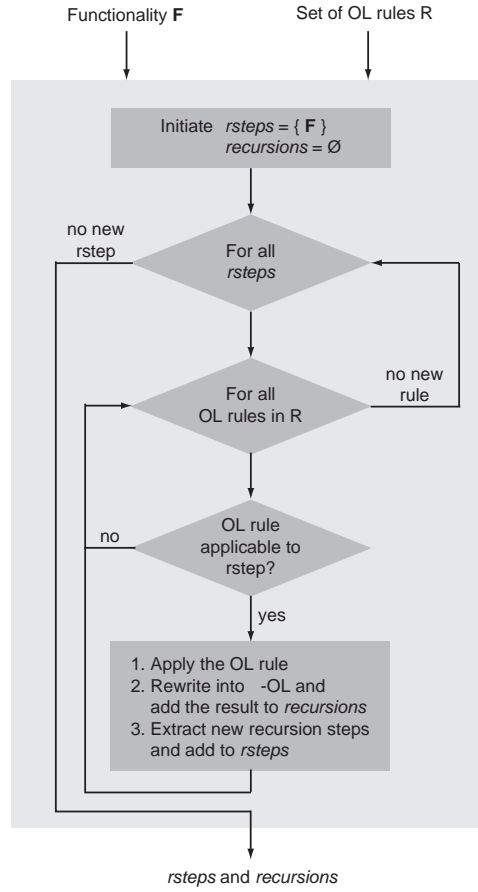 Functionality F
Set of OL rules R
Initiate rsteps = { F }
recursions = Ø
no new
rstep
For all
rsteps
For all
OL rules in R
no new
rule
OL rule
applicable to
rstep?
no
yes
1. Apply the OL rule
2. Rewrite into -OL and
add the result to recursions
3. Extract new recursion steps
and add to rsteps
rsteps and recursions